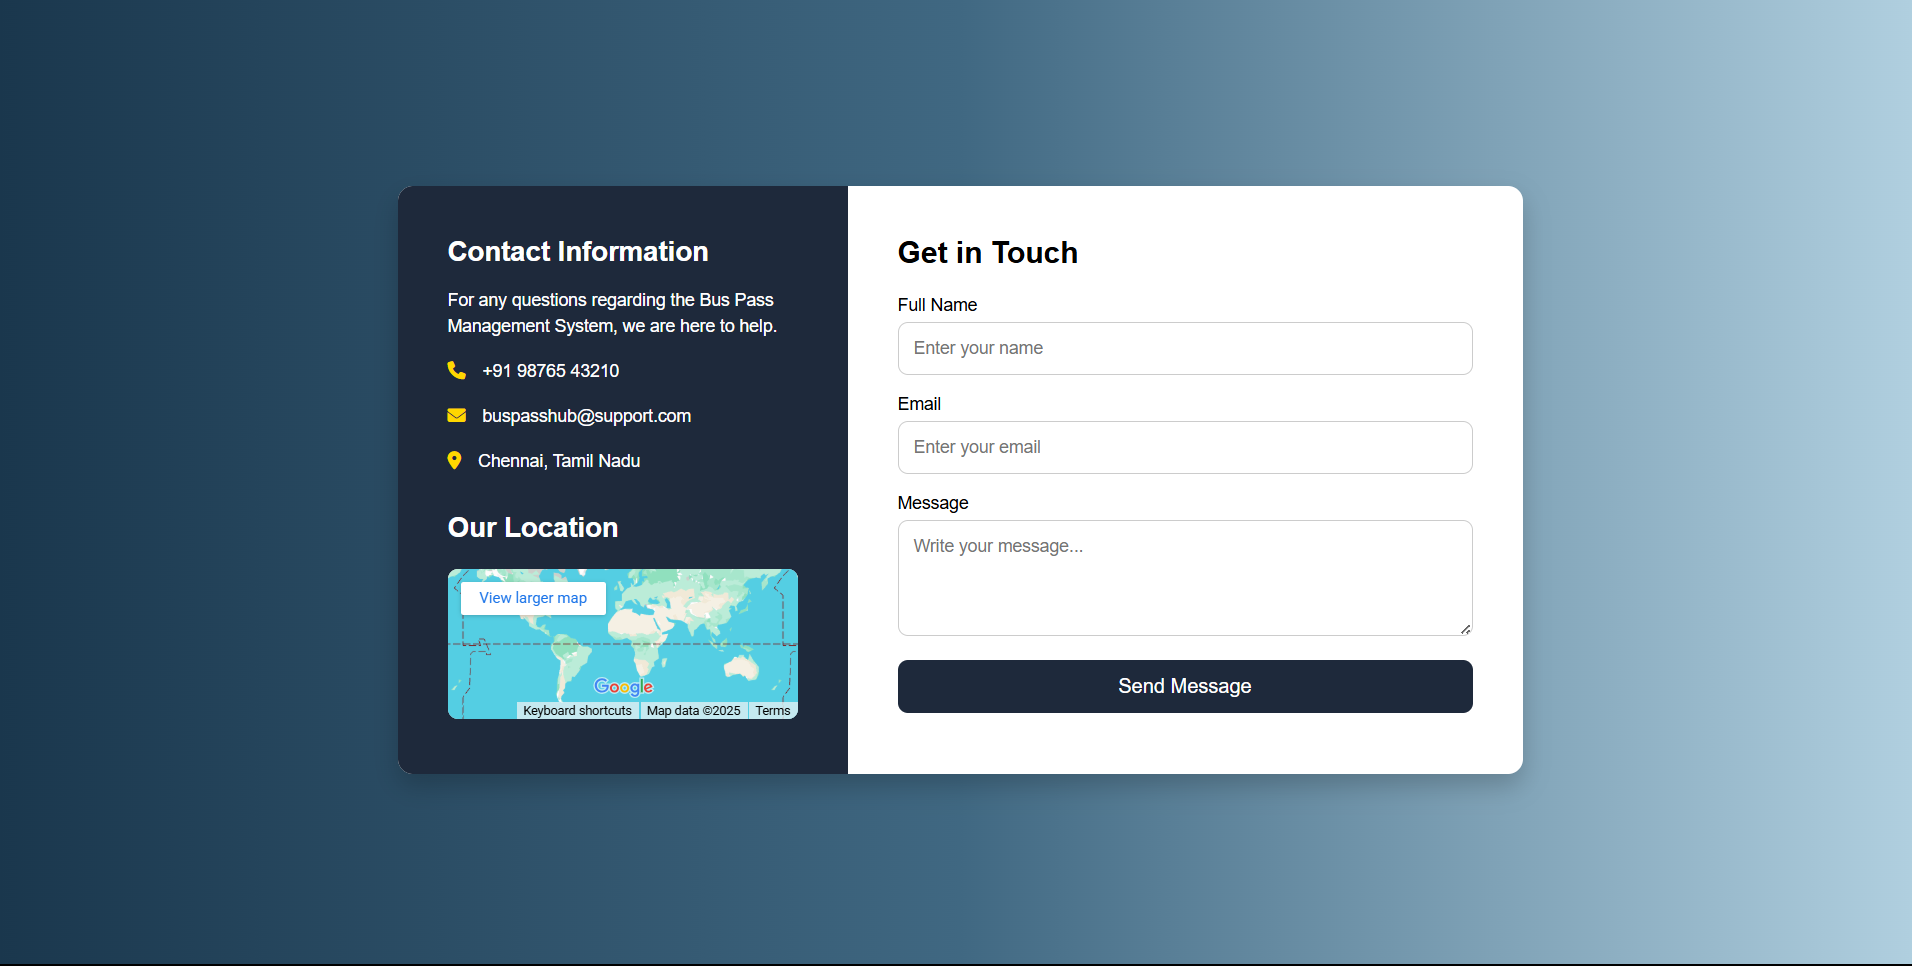 Contact Information
For any questions regarding the Bus Pass
Management System, we are here to help.
+91 98765 43210
buspasshub@support.com
Chennai, Tamil Nadu
Our Location
View larger map
Google
Keyboard shortcuts
Map data ©2025
Terms
Get in Touch
Full Name
Enter your name
Email
Enter your email
Message
Write your message...
Send Message